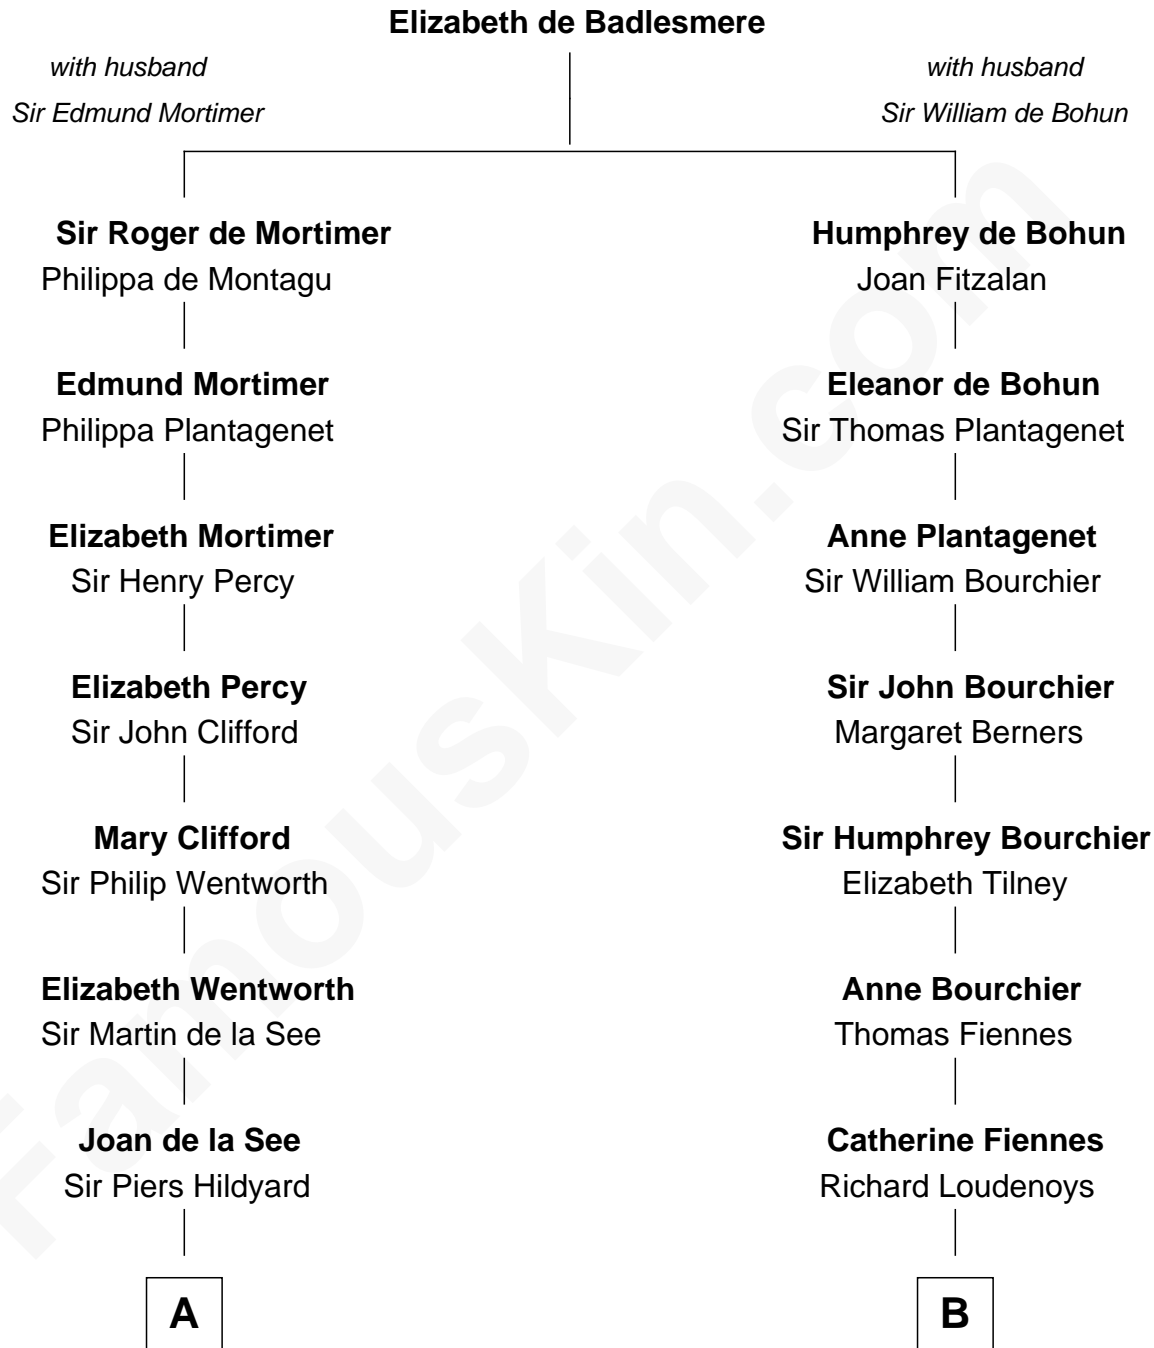 Elizabeth de Badlesmere
with husband
Sir Edmund Mortimer
with husband
Sir William de Bohun
Sir Roger de Mortimer
Philippa de Montagu
Humphrey de Bohun
Joan Fitzalan
Edmund Mortimer
Philippa Plantagenet
Eleanor de Bohun
Sir Thomas Plantagenet
Elizabeth Mortimer
Sir Henry Percy
Anne Plantagenet
Sir William Bourchier
Elizabeth Percy
Sir John Clifford
Sir John Bourchier
Margaret Berners
Mary Clifford
Sir Philip Wentworth
Sir Humphrey Bourchier
Elizabeth Tilney
Elizabeth Wentworth
Sir Martin de la See
Anne Bourchier
Thomas Fiennes
Joan de la See
Sir Piers Hildyard
Catherine Fiennes
Richard Loudenoys
A
B
FamousKin.com